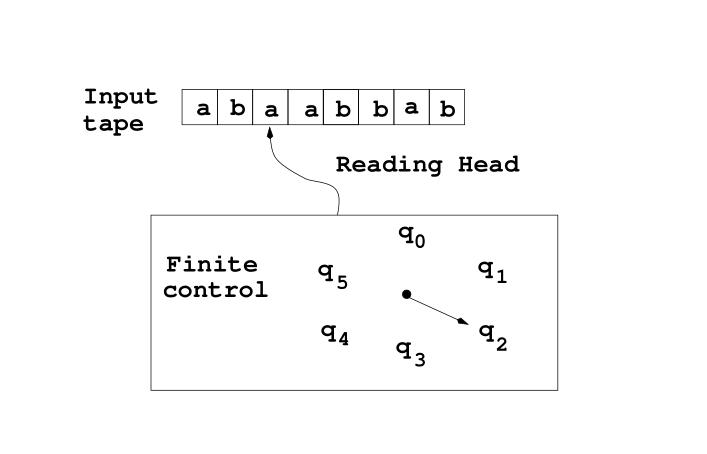 Input
tape
a b a a b b a b
Reading Head
Finite
control
q0
q1
q2
q3
q4
q5